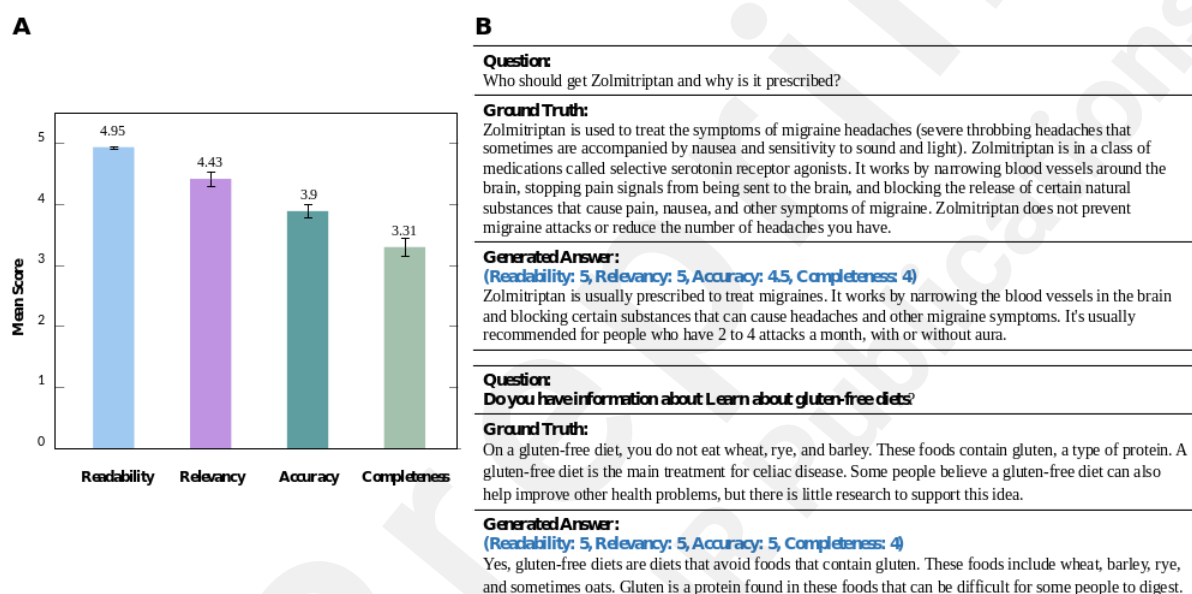 A
5
4
3
2
1
0
Mean Score
4.95
4.43
3.9
3.31
Readability
Relevancy
Accuracy
Completeness
B
Question:
Who should get Zolmitriptan and why is it prescribed?
Ground Truth:
Zolmitriptan is used to treat the symptoms of migraine headaches (severe throbbing headaches that
sometimes are accompanied by nausea and sensitivity to sound and light). Zolmitriptan is in a class of
medications called selective serotonin receptor agonists. It works by narrowing blood vessels around the
brain, stopping pain signals from being sent to the brain, and blocking the release of certain natural
substances that cause pain, nausea, and other symptoms of migraine. Zolmitriptan does not prevent
migraine attacks or reduce the number of headaches you have.
Generated Answer:
(Readability: 5, Relevancy: 5, Accuracy: 4.5, Completeness: 4)
Zolmitriptan is usually prescribed to treat migraines. It works by narrowing the blood vessels in the brain
and blocking certain substances that can cause headaches and other migraine symptoms. It's usually
recommended for people who have 2 to 4 attacks a month, with or without aura.
Question:
Do you have information about Learn about gluten-free diets?
Ground Truth:
On a gluten-free diet, you do not eat wheat, rye, and barley. These foods contain gluten, a type of protein. A
gluten-free diet is the main treatment for celiac disease. Some people believe a gluten-free diet can also
help improve other health problems, but there is little research to support this idea.
Generated Answer:
(Readability: 5, Relevancy: 5, Accuracy: 5, Completeness: 4)
Yes, gluten-free diets are diets that avoid foods that contain gluten. These foods include wheat, barley, rye,
and sometimes oats. Gluten is a protein found in these foods that can be difficult for some people to digest.